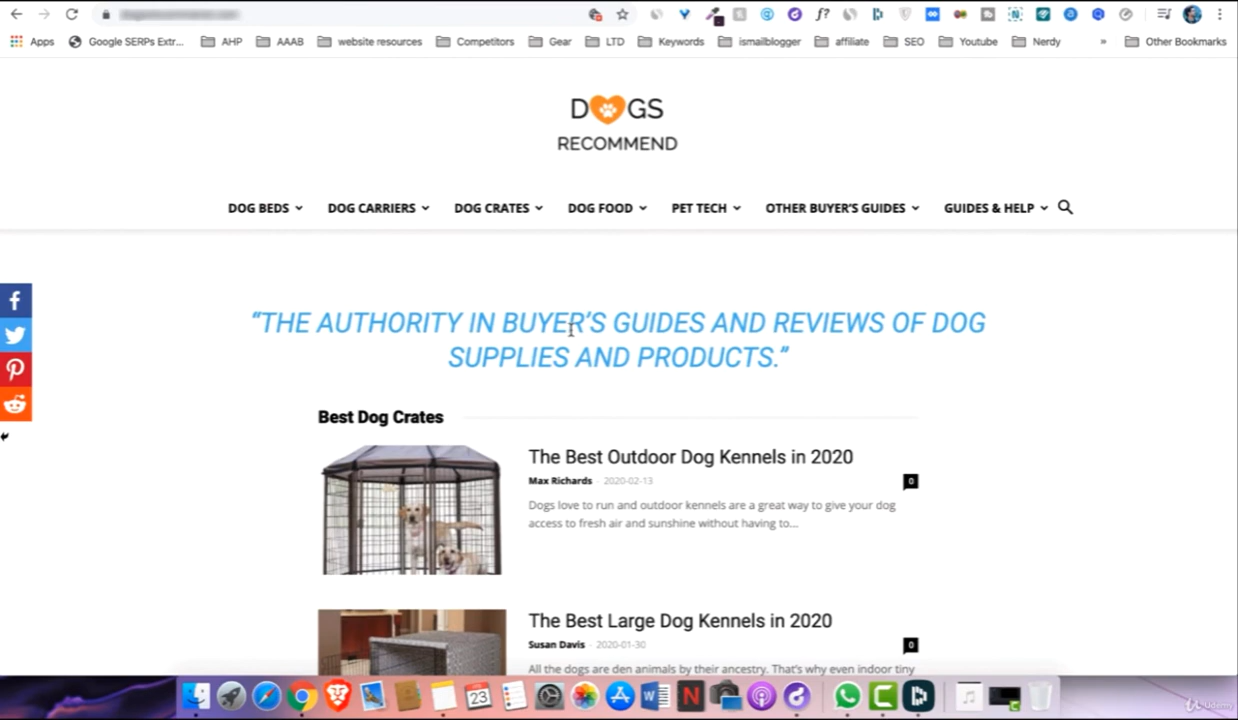 Apps Google SERPs Extr... AHP AAAB website resources Competitors Gear LTD Keywords ismailblogger affiliate SEO Youtube Nerdy » Other Bookmarks
D GS
RECOMMEND
DOG BEDS DOG CARRIERS DOG CRATES DOG FOOD PET TECH OTHER BUYER'S GUIDES GUIDES & HELP
“THE AUTHORITY IN BUYER’S GUIDES AND REVIEWS OF DOG
SUPPLIES AND PRODUCTS.”
Best Dog Crates
The Best Outdoor Dog Kennels in 2020
Max Richards - 2020-02-13 0
Dogs love to run and outdoor kennels are a great way to give your dog
access to fresh air and sunshine without having to...
The Best Large Dog Kennels in 2020
Susan Davis - 2020-01-30 0
All the dogs are den animals by their ancestry. That's why even indoor tiny
23
Udemy